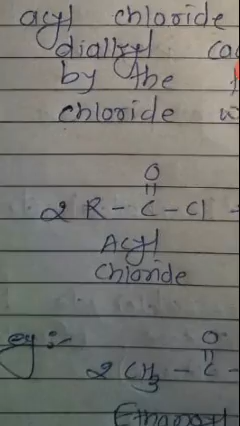 acyl chloride
dialkyl
by the
chloride
O
2 R - C - Cl
Acyl
chloride
eg :-
O
2 CH3 - C -